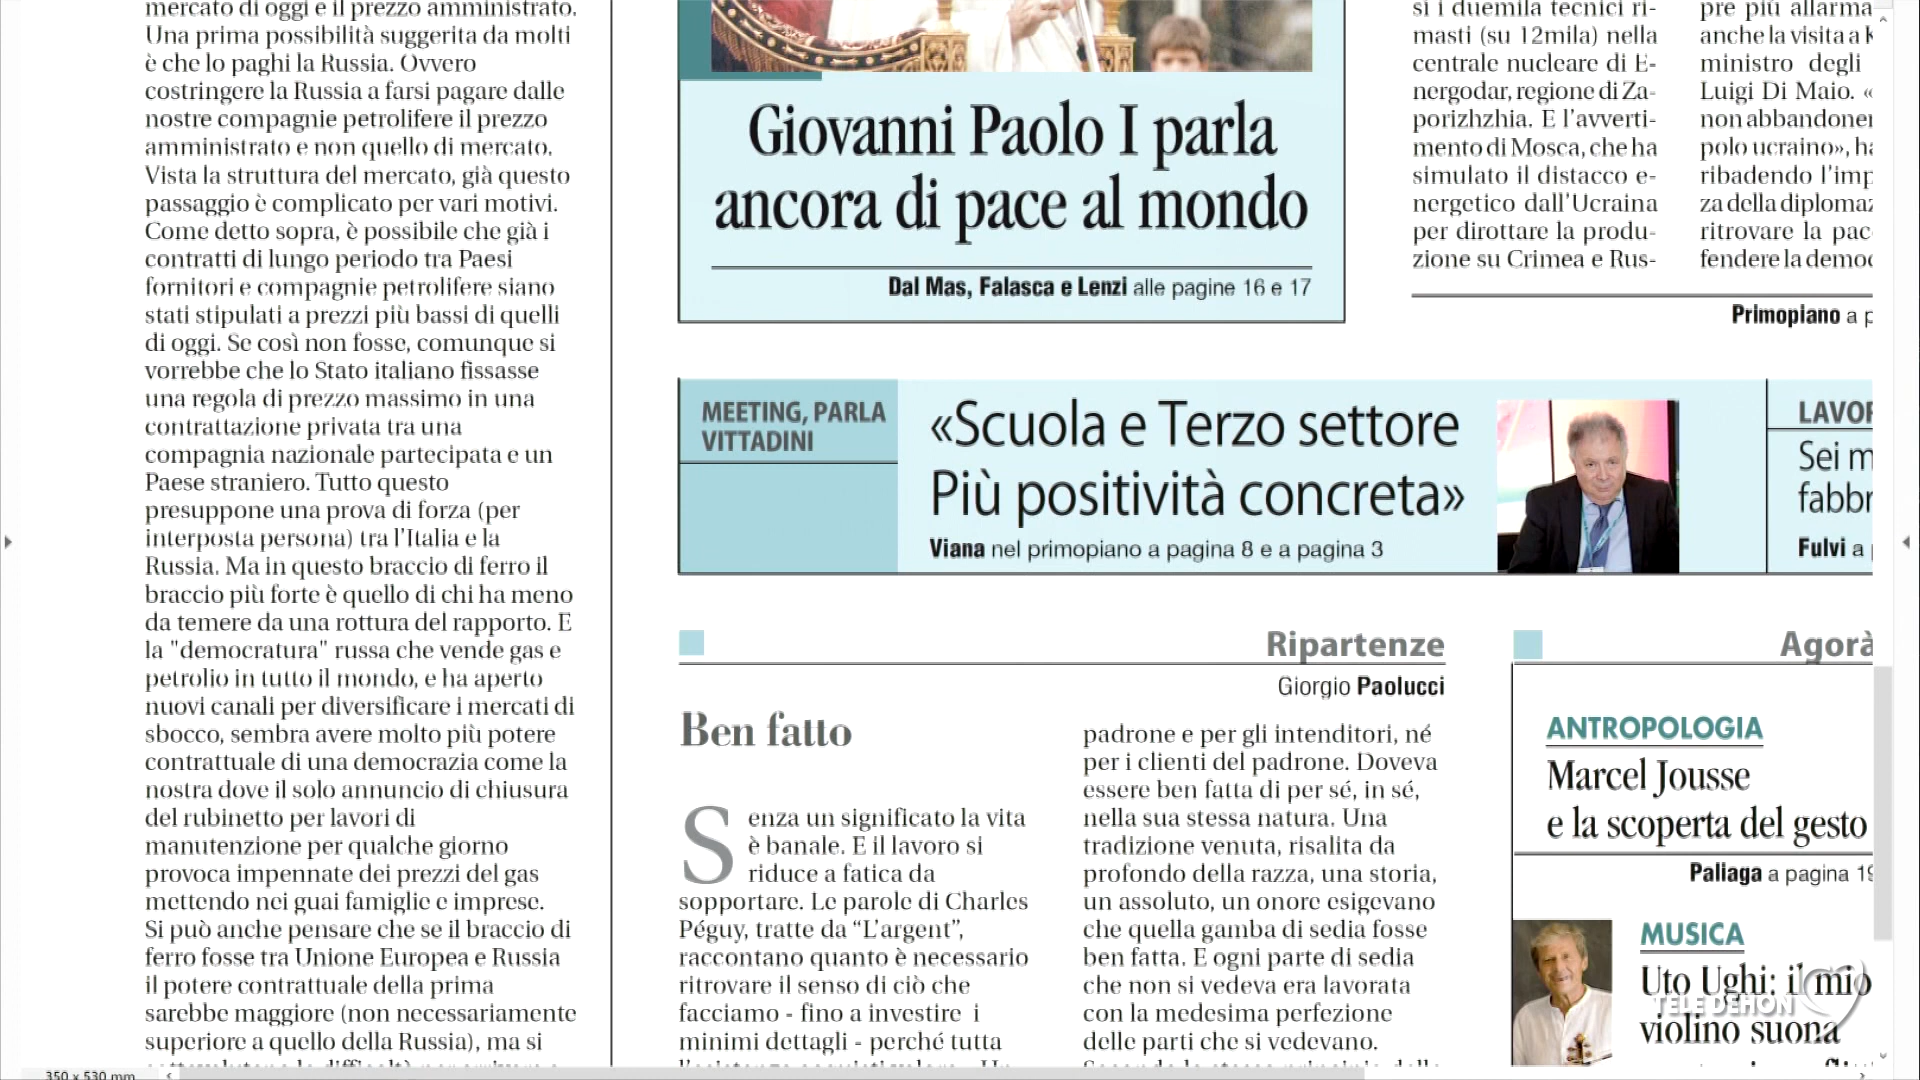 mercato di oggi e il prezzo amministrato.
Una prima possibilità suggerita da molti
è che lo paghi la Russia. Ovvero
costringere la Russia a farsi pagare dalle
nostre compagnie petrolifere il prezzo
amministrato e non quello di mercato.
Vista la struttura del mercato, già questo
passaggio è complicato per vari motivi.
Come detto sopra, è possibile che già i
contratti di lungo periodo tra Paesi
fornitori e compagnie petrolifere siano
stati stipulati a prezzi più bassi di quelli
di oggi. Se così non fosse, comunque si
vorrebbe che lo Stato italiano fissasse
una regola di prezzo massimo in una
contrattazione privata tra una
compagnia nazionale partecipata e un
Paese straniero. Tutto questo
presuppone una prova di forza (per
interposta persona) tra l'Italia e la
Russia. Ma in questo braccio di ferro il
braccio più forte è quello di chi ha meno
da temere da una rottura del rapporto. E
la "democratura" russa che vende gas e
petrolio in tutto il mondo, e ha aperto
nuovi canali per diversificare i mercati di
sbocco, sembra avere molto più potere
contrattuale di una democrazia come la
nostra dove il solo annuncio di chiusura
del rubinetto per lavori di
manutenzione per qualche giorno
provoca impennate dei prezzi del gas
mettendo nei guai famiglie e imprese.
Si può anche pensare che se il braccio di
ferro fosse tra Unione Europea e Russia
il potere contrattuale della prima
sarebbe maggiore (non necessariamente
superiore a quello della Russia), ma si
Giovanni Paolo I parla
ancora di pace al mondo
Dal Mas, Falasca e Lenzi alle pagine 16 e 17
si i duemila tecnici ri-
masti (su 12mila) nella
centrale nucleare di E-
nergodar, regione di Za-
porizhzhia. E l'avverti-
mento di Mosca, che ha
simulato il distacco e-
nergetico dall'Ucraina
per dirottare la produ-
zione su Crimea e Rus-
pre più allarma
anche la visita a K
ministro degli
Luigi Di Maio. «
non abbandoner
polo ucraino», ha
ribadendo l'imp
za della diplomaz
ritrovare la pac
fendere la democ
Primopiano a p
MEETING, PARLA
VITTADINI
«Scuola e Terzo settore
Più positività concreta»
Viana nel primopiano a pagina 8 e a pagina 3
LAVOR
Sei m
fabbr
Fulvi a
Ripartenze
Giorgio Paolucci
Ben fatto
Senza un significato la vita
è banale. E il lavoro si
riduce a fatica da
sopportare. Le parole di Charles
Péguy, tratte da “L'argent”,
raccontano quanto è necessario
ritrovare il senso di ciò che
facciamo - fino a investire i
minimi dettagli - perché tutta
padrone e per gli intenditori, né
per i clienti del padrone. Doveva
essere ben fatta di per sé, in sé,
nella sua stessa natura. Una
tradizione venuta, risalita da
profondo della razza, una storia,
un assoluto, un onore esigevano
che quella gamba di sedia fosse
ben fatta. E ogni parte di sedia
che non si vedeva era lavorata
con la medesima perfezione
delle parti che si vedevano.
Agorà
ANTROPOLOGIA
Marcel Jousse
e la scoperta del gesto
Paliaga a pagina 19
MUSICA
Uto Ughi: il mio
violino suona
TELE DEHON
350 x 530 mm